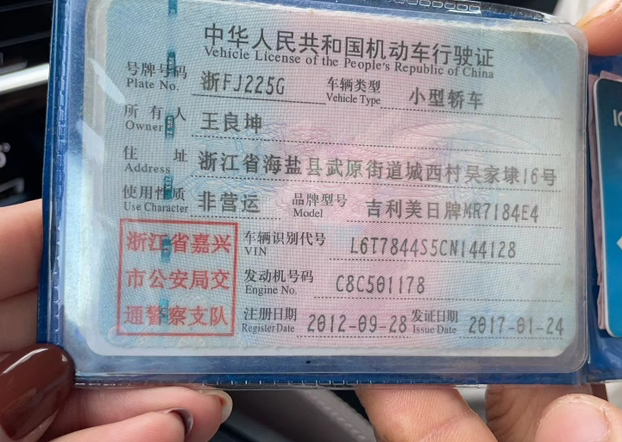 中华人民共和国机动车行驶证
Vehicle License of the People's Republic of China
号牌号码 浙FJ225G 车辆类型 小型轿车
Plate No. Vehicle Type
所有人 王良坤
Owner
住址 浙江省海盐县武原街道城西村吴家埭16号
Address
使用性质 非营运 品牌型号 吉利美日牌MR7184E4
Use Character Model
浙江省嘉兴
市公安局交
通警察支队
车辆识别代号 L6T7844S5CN144128
VIN
发动机号码 C8C501178
Engine No.
注册日期 2012-09-28 发证日期 2017-01-24
Register Date Issue Date